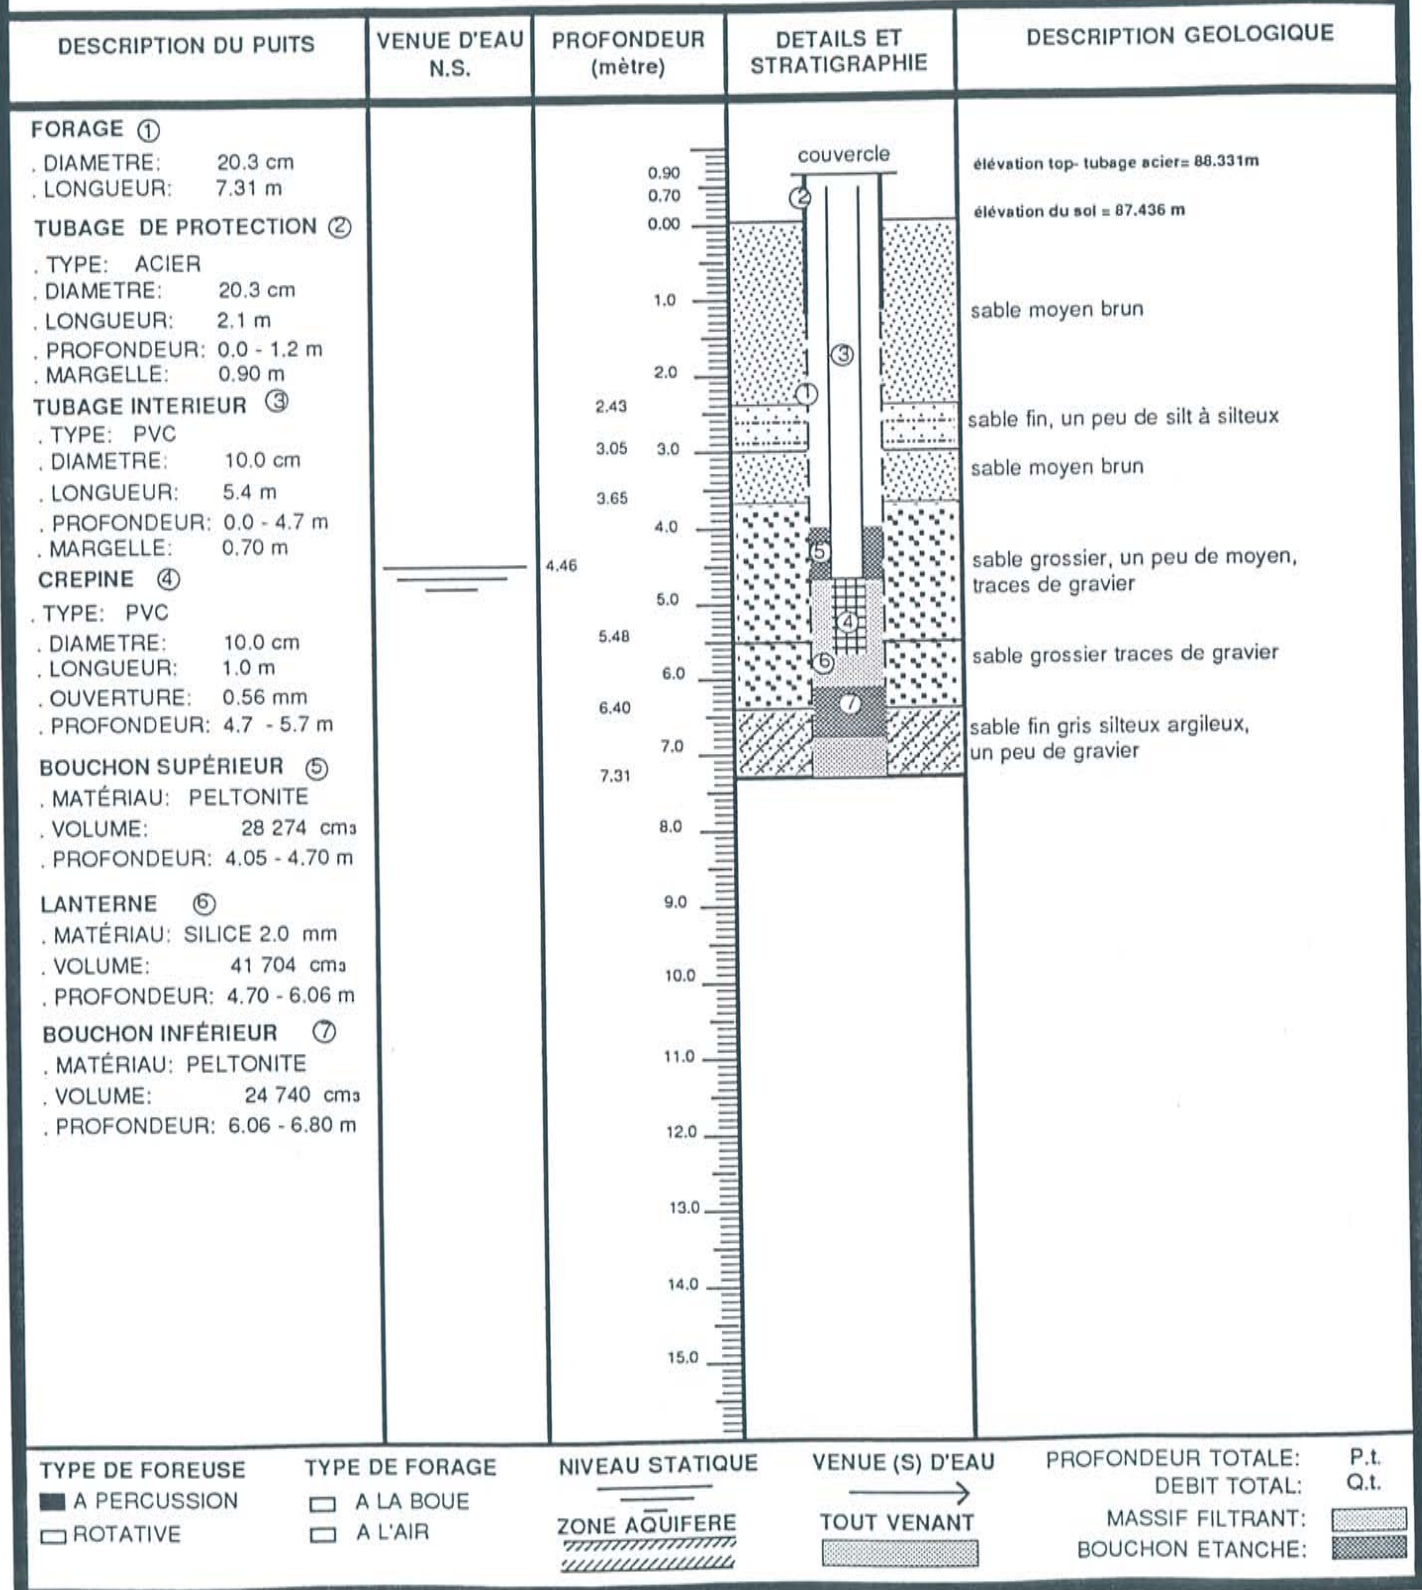 DESCRIPTION DU PUITS
VENUE D'EAU
N.S.
PROFONDEUR
(mètre)
DETAILS ET
STRATIGRAPHIE
DESCRIPTION GEOLOGIQUE
FORAGE ①
. DIAMETRE: 20.3 cm
. LONGUEUR: 7.31 m
TUBAGE DE PROTECTION ②
. TYPE: ACIER
. DIAMETRE: 20.3 cm
. LONGUEUR: 2.1 m
. PROFONDEUR: 0.0 - 1.2 m
. MARGELLE: 0.90 m
TUBAGE INTERIEUR ③
. TYPE: PVC
. DIAMETRE: 10.0 cm
. LONGUEUR: 5.4 m
. PROFONDEUR: 0.0 - 4.7 m
. MARGELLE: 0.70 m
CREPINE ④
. TYPE: PVC
. DIAMETRE: 10.0 cm
. LONGUEUR: 1.0 m
. OUVERTURE: 0.56 mm
. PROFONDEUR: 4.7 - 5.7 m
BOUCHON SUPÉRIEUR ⑤
. MATÉRIAU: PELTONITE
. VOLUME: 28 274 cm3
. PROFONDEUR: 4.05 - 4.70 m
LANTERNE ⑥
. MATÉRIAU: SILICE 2.0 mm
. VOLUME: 41 704 cm3
. PROFONDEUR: 4.70 - 6.06 m
BOUCHON INFÉRIEUR ⑦
. MATÉRIAU: PELTONITE
. VOLUME: 24 740 cm3
. PROFONDEUR: 6.06 - 6.80 m
4.46
0.90
0.70
0.00
1.0
2.0
2.43
3.05 3.0
3.65
4.0
5.0
5.48
6.0
6.40
7.0
7.31
8.0
9.0
10.0
11.0
12.0
13.0
14.0
15.0
couvercle
②
③
①
⑤
④
⑥
⑦
élévation top- tubage acier= 88.331m
élévation du sol = 87.436 m
sable moyen brun
sable fin, un peu de silt à silteux
sable moyen brun
sable grossier, un peu de moyen,
traces de gravier
sable grossier traces de gravier
sable fin gris silteux argileux,
un peu de gravier
TYPE DE FOREUSE
A PERCUSSION
ROTATIVE
TYPE DE FORAGE
A LA BOUE
A L'AIR
NIVEAU STATIQUE
ZONE AQUIFERE
VENUE (S) D'EAU
TOUT VENANT
PROFONDEUR TOTALE: P.t.
DEBIT TOTAL: Q.t.
MASSIF FILTRANT:
BOUCHON ETANCHE: